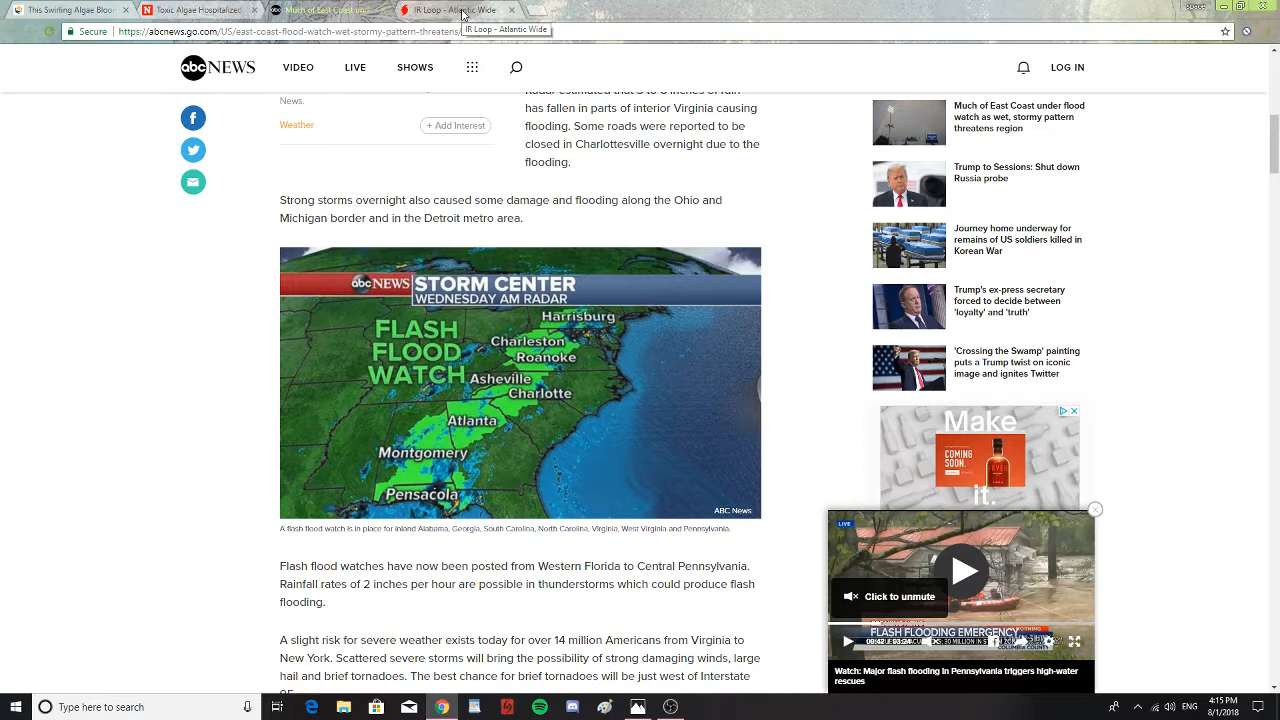 This Swirling Algae Bloo
Toxic Algae Hospitalized
Much of East Coast un
IR Loop - Atlantic Wide
Secure
https://abcnews.go.com/US/east-coast-flood-watch-wet-stormy-pattern-threatens/
IR Loop - Atlantic Wide
abc NEWS
VIDEO
LIVE
SHOWS
LOG IN
News.
Weather
+ Add Interest
has fallen in parts of interior Virginia causing
flooding. Some roads were reported to be
closed in Charlottesville overnight due to the
flooding.
Strong storms overnight also caused some damage and flooding along the Ohio and
Michigan border and in the Detroit metro area.
abc NEWS
STORM CENTER
WEDNESDAY AM RADAR
FLASH
FLOOD
WATCH
Harrisburg
Charleston
Roanoke
Asheville
Charlotte
Atlanta
Montgomery
Pensacola
ABC News
A flash flood watch is in place for inland Alabama, Georgia, South Carolina, North Carolina, Virginia, West Virginia and Pennsylvania.
Flash flood watches have now been posted from Western Florida to Central Pennsylvania.
Rainfall rates of 2 inches per hour are possible in thunderstorms which could produce flash
flooding.
A threat for severe weather exists today for over 14 million Americans from Virginia to
New York. Scattered severe storms will bring the possibility of strong damaging winds, large
hail and brief tornadoes. The best chance for brief tornadoes will be just west of Interstate
Much of East Coast under flood
watch as wet, stormy pattern
threatens region
Trump to Sessions: Shut down
Russia probe
Journey home underway for
remains of US soldiers killed in
Korean War
Trump's ex-press secretary
forced to decide between
'loyalty' and 'truth'
'Crossing the Swamp' painting
puts a Trump twist on iconic
image and ignites Twitter
Make
COMING
SOON.
it.
LIVE
Click to unmute
FLASH FLOODING EMERGENCY
COLUMBIA COUNTY
Watch: Major flash flooding in Pennsylvania triggers high-water
rescues
Type here to search
ENG
4:15 PM
8/1/2018